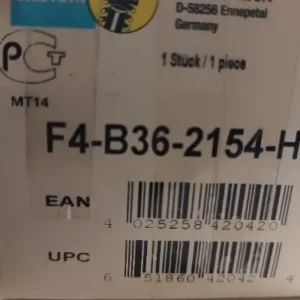 D-58256 Ennepetal
Germany
1 Stück / 1 piece
РСТ
MT14
F4-B36-2154-H
EAN
4 025258 420420
UPC
6 51860 42042 4